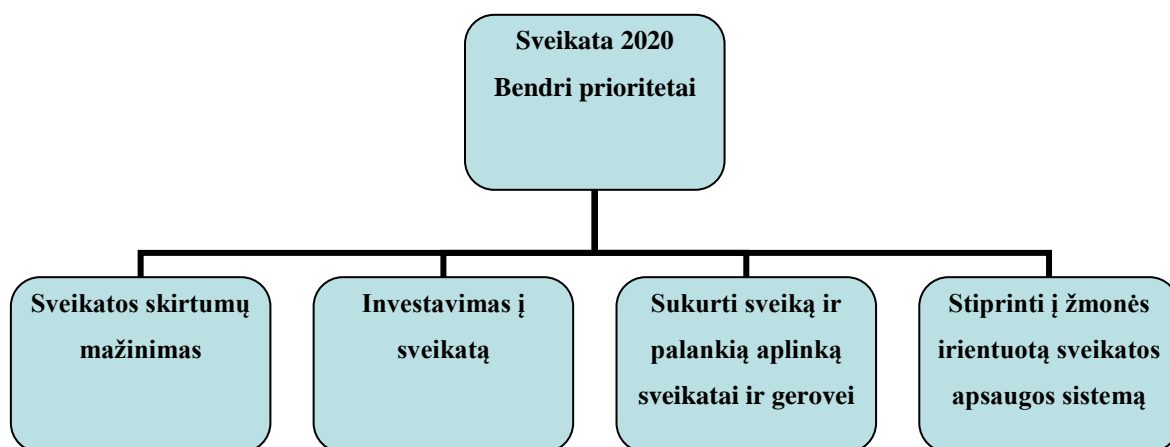 Sveikata 2020
Bendri prioritetai
Sveikatos skirtumų
mažinimas
Investavimas į
sveikatą
Sukurti sveiką ir
palankią aplinką
sveikatai ir gerovei
Stiprinti į žmonės
irientuotą sveikatos
apsaugos sistemą